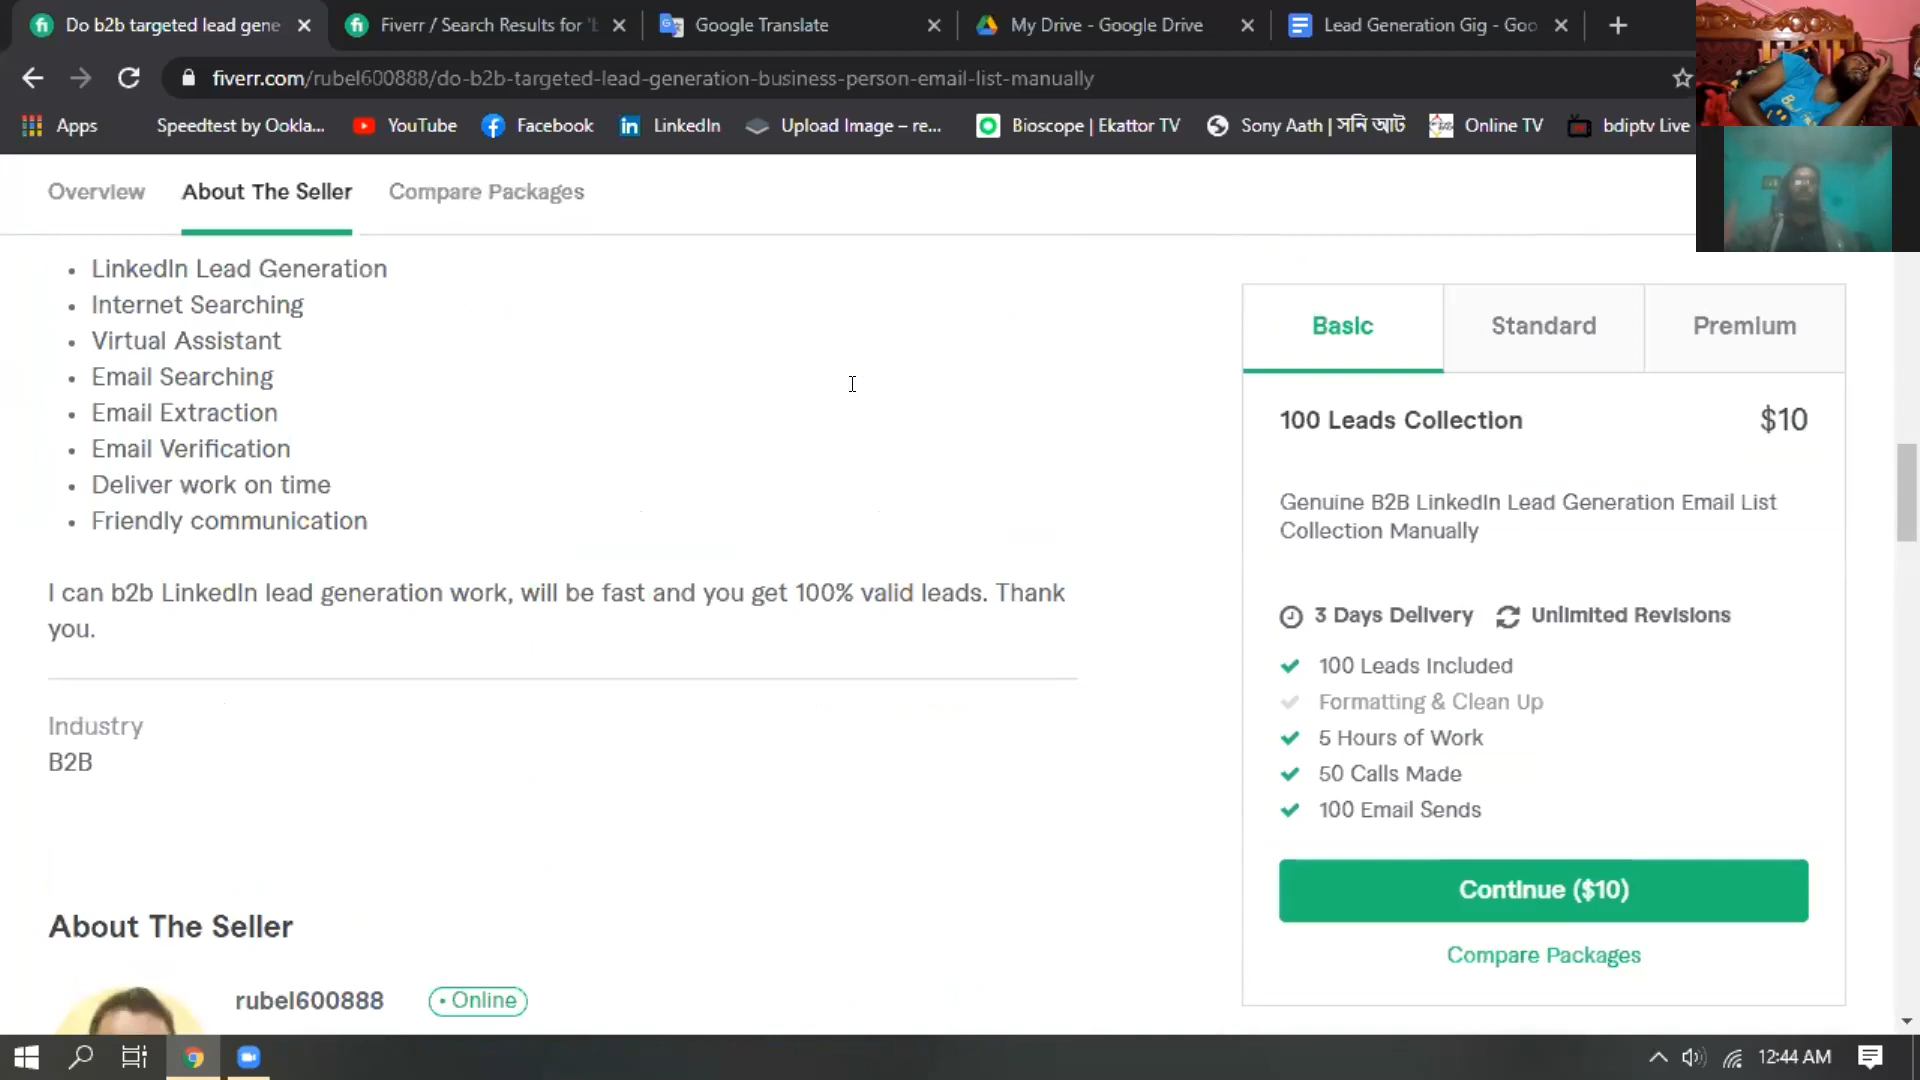 Do b2b targeted lead gene
Fiverr / Search Results for 'b
Google Translate
My Drive - Google Drive
Lead Generation Gig - Goo
fiverr.com/rubel600888/do-b2b-targeted-lead-generation-business-person-email-list-manually
Apps
Speedtest by Ookla...
YouTube
Facebook
LinkedIn
Upload Image – re...
Bioscope | Ekattor TV
Sony Aath | সনি আট
Online TV
bdiptv Live
Overview
About The Seller
Compare Packages
• LinkedIn Lead Generation
• Internet Searching
• Virtual Assistant
• Email Searching
• Email Extraction
• Email Verification
• Deliver work on time
• Friendly communication
I can b2b LinkedIn lead generation work, will be fast and you get 100% valid leads. Thank
you.
Industry
B2B
About The Seller
rubel600888
• Online
Basic
Standard
Premium
100 Leads Collection
$10
Genuine B2B LinkedIn Lead Generation Email List
Collection Manually
3 Days Delivery
Unlimited Revisions
100 Leads Included
Formatting & Clean Up
5 Hours of Work
50 Calls Made
100 Email Sends
Continue ($10)
Compare Packages
12:44 AM